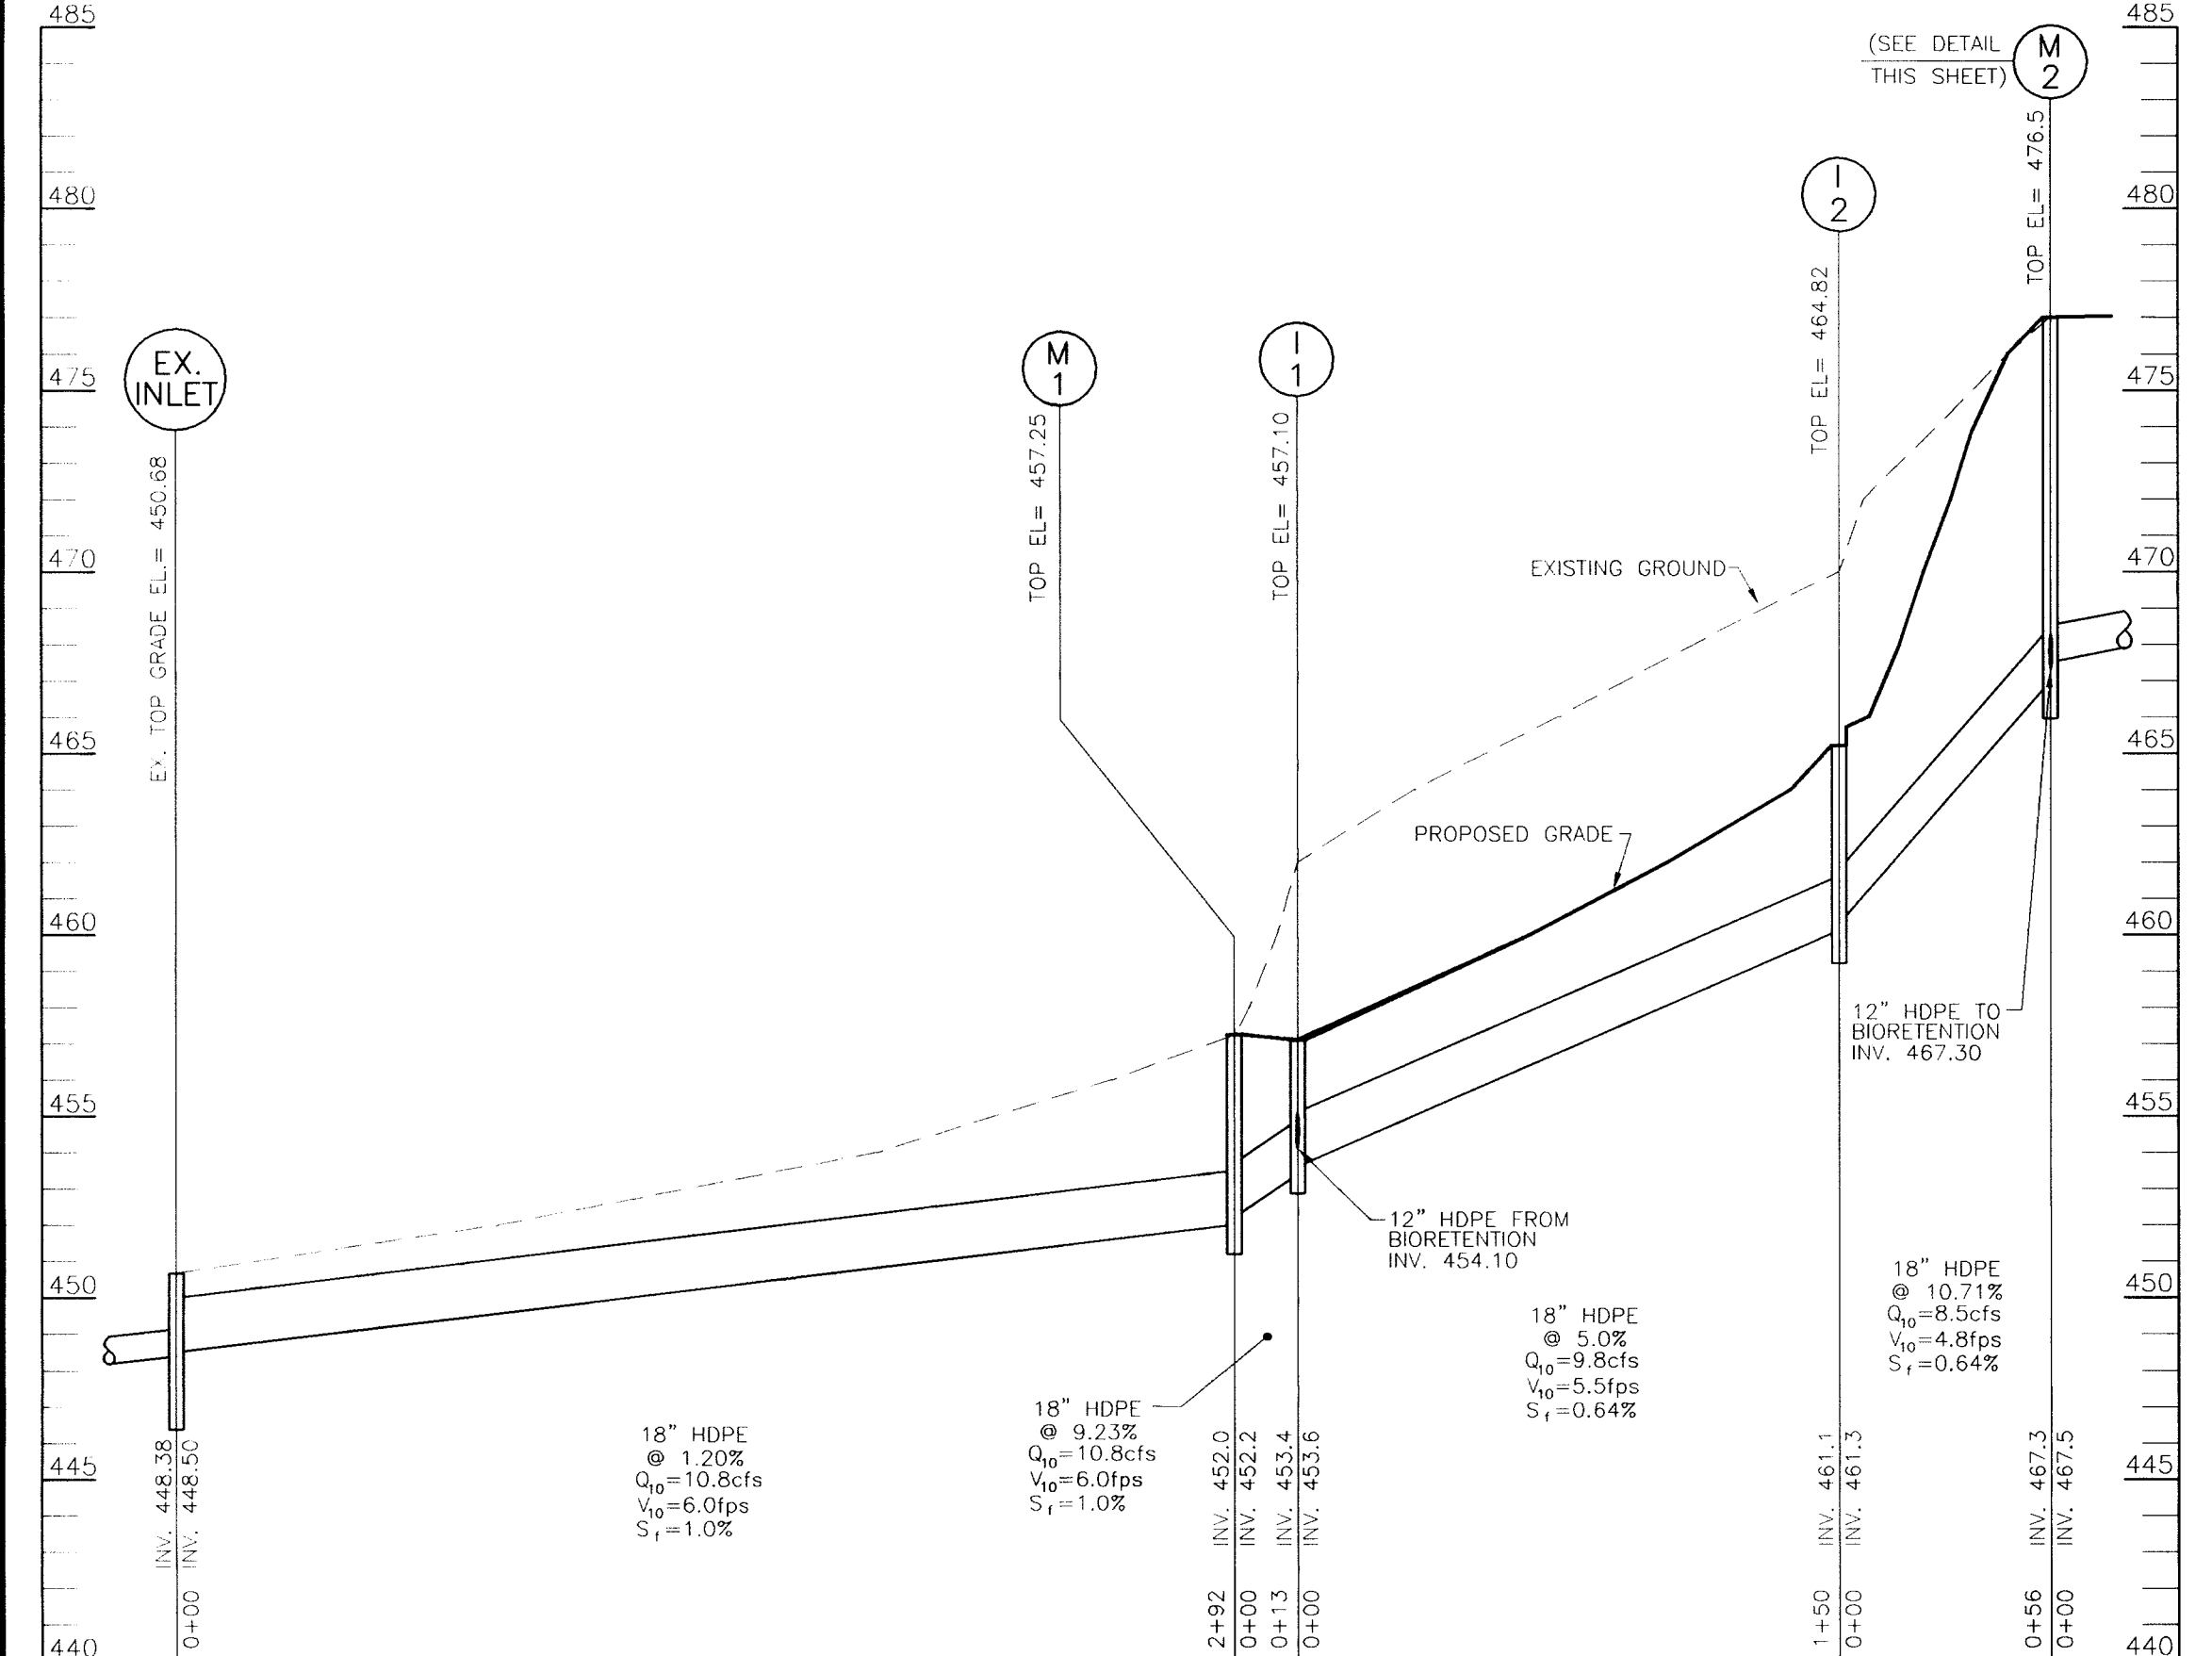 485
480
475
470
465
460
455
450
445
440
485
480
475
470
465
460
455
450
445
440
EX.
INLET
EX. TOP GRADE EL.= 450.68
M
1
TOP EL= 457.25
I
1
TOP EL= 457.10
I
2
TOP EL= 464.82
(SEE DETAIL
THIS SHEET)
M
2
TOP EL= 476.5
EXISTING GROUND
PROPOSED GRADE
12" HDPE TO
BIORETENTION
INV. 467.30
12" HDPE FROM
BIORETENTION
INV. 454.10
18" HDPE
@ 1.20%
Q10=10.8cfs
V10=6.0fps
Sf=1.0%
18" HDPE
@ 9.23%
Q10=10.8cfs
V10=6.0fps
Sf=1.0%
18" HDPE
@ 5.0%
Q10=9.8cfs
V10=5.5fps
Sf=0.64%
18" HDPE
@ 10.71%
Q10=8.5cfs
V10=4.8fps
Sf=0.64%
INV. 448.38
INV. 448.50
0+00
INV. 452.0
INV. 452.2
2+92
0+00
INV. 453.4
INV. 453.6
0+13
0+00
INV. 461.1
INV. 461.3
1+50
0+00
INV. 467.3
INV. 467.5
0+56
0+00